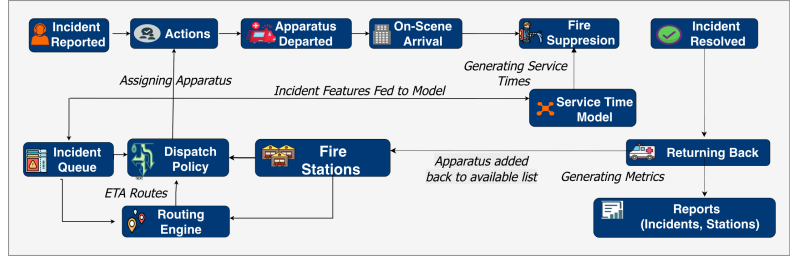 Incident
Reported
Actions
Apparatus
Departed
On-Scene
Arrival
Fire
Suppresion
Incident
Resolved
Assigning Apparatus
Generating Service
Times
Incident Features Fed to Model
Service Time
Model
Incident
Queue
Dispatch
Policy
Fire
Stations
Apparatus added
back to available list
Returning Back
Generating Metrics
ETA Routes
Routing
Engine
Reports
(Incidents, Stations)